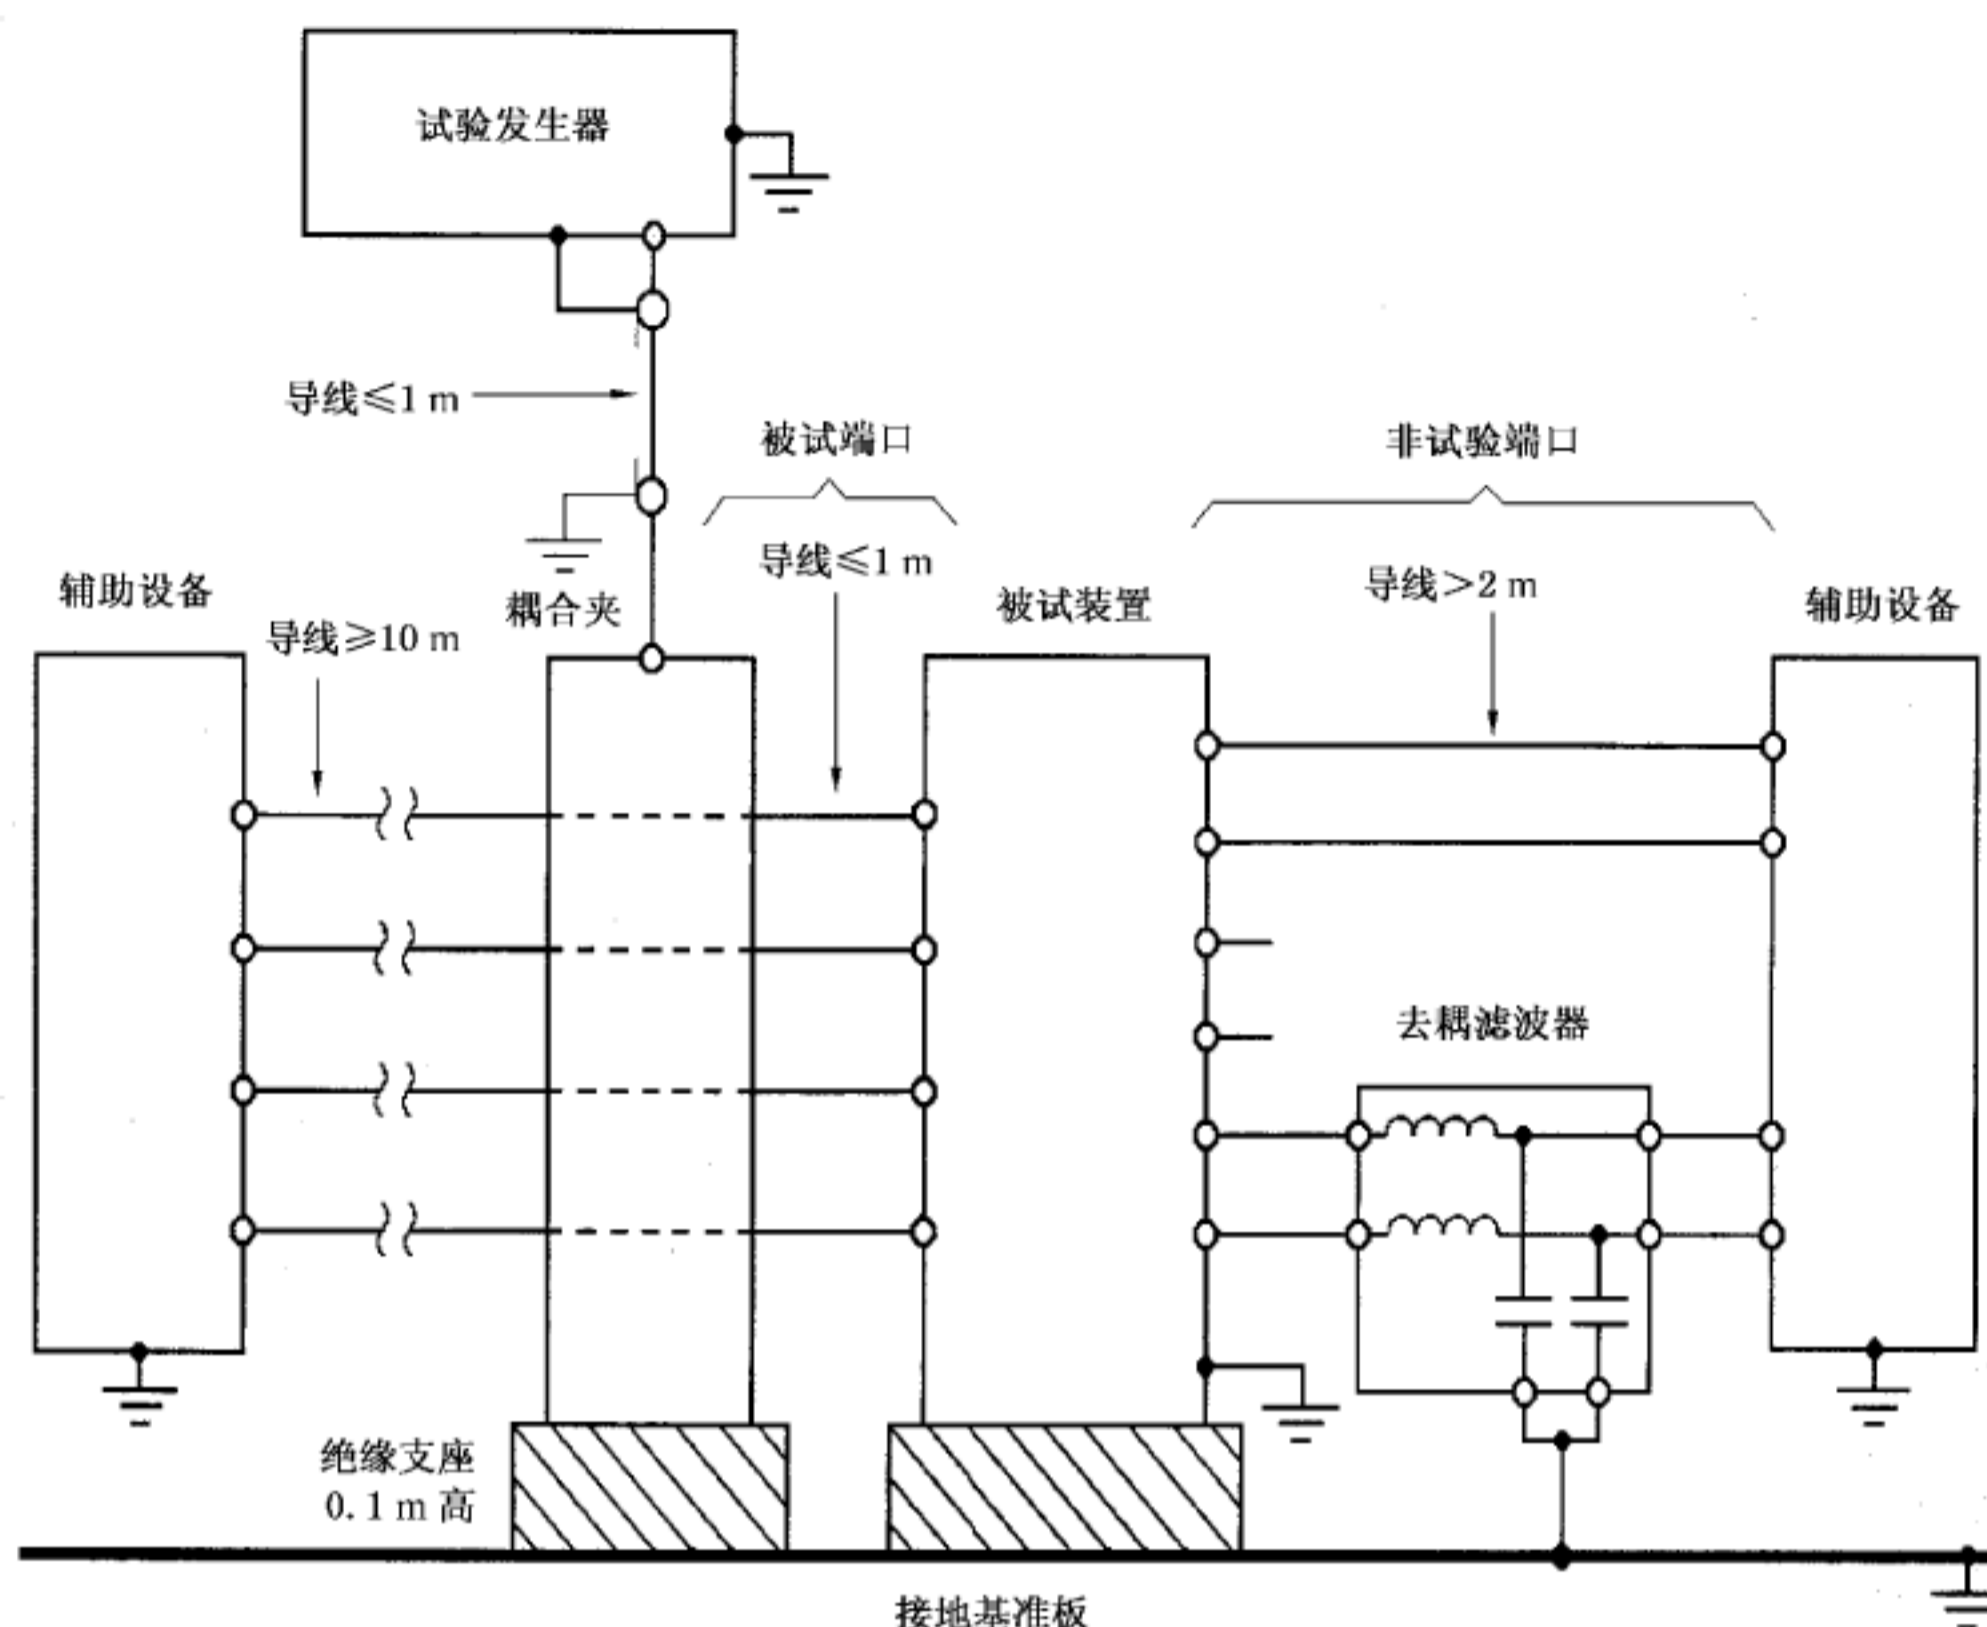 试验发生器
导线≤1 m
被试端口
非试验端口
导线≤1 m
导线>2 m
辅助设备
耦合夹
被试装置
辅助设备
导线≥10 m
去耦滤波器
绝缘支座
0.1 m 高
接地基准板